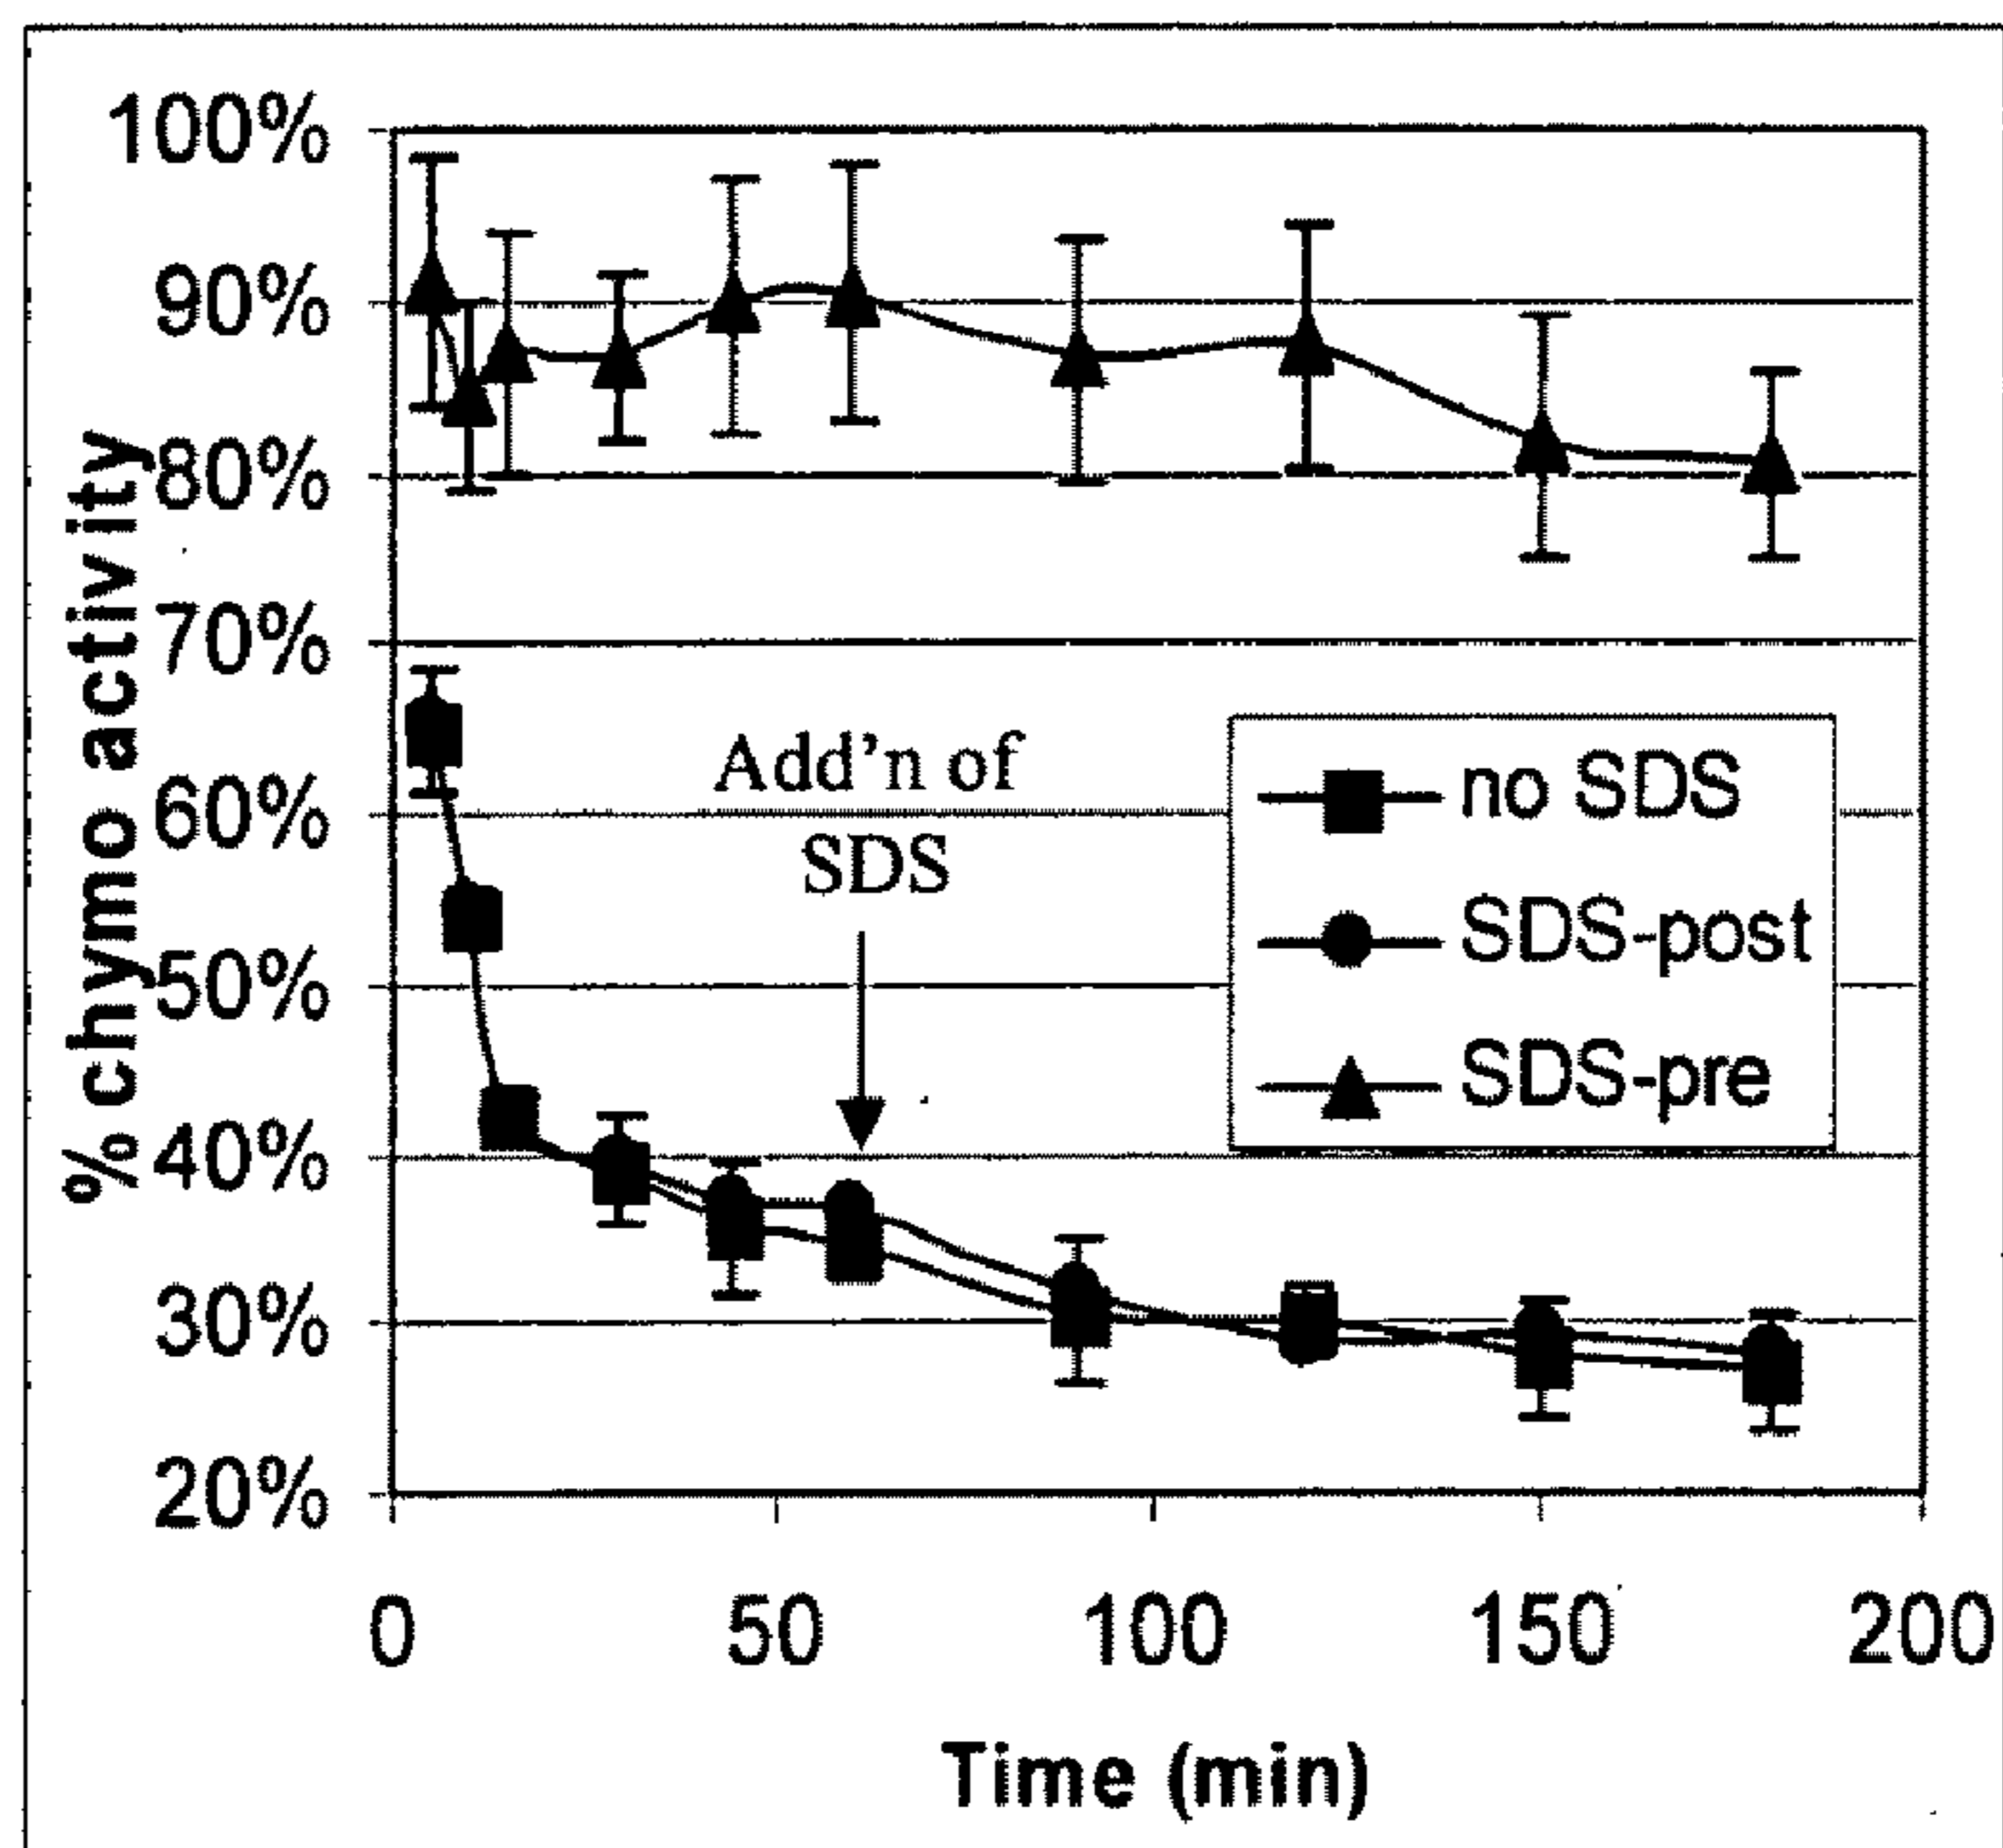 100%
90%
80%
70%
60%
50%
40%
30%
20%
% chymo activity
Add'n of
SDS
no SDS
SDS-post
SDS-pre
0 50 100 150 200
Time (min)